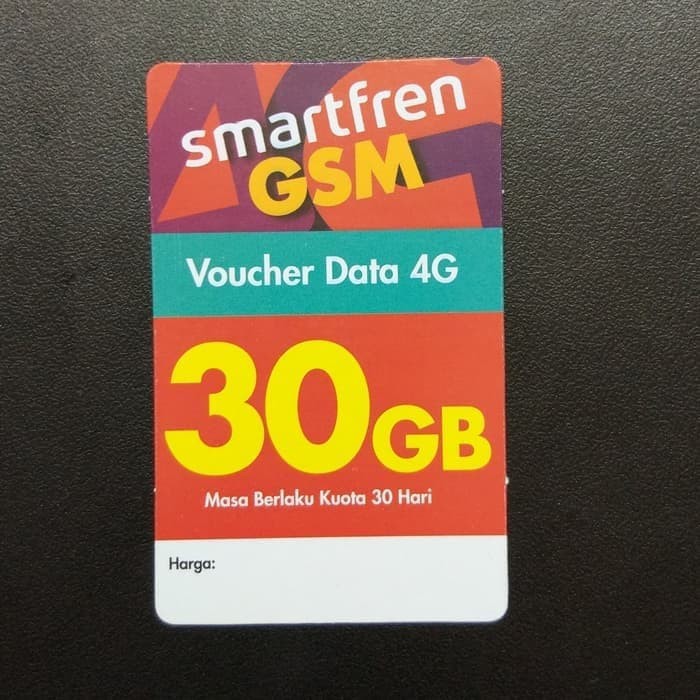 smartfren
GSM
Voucher Data 4G
30GB
Masa Berlaku Kuota 30 Hari
Harga: